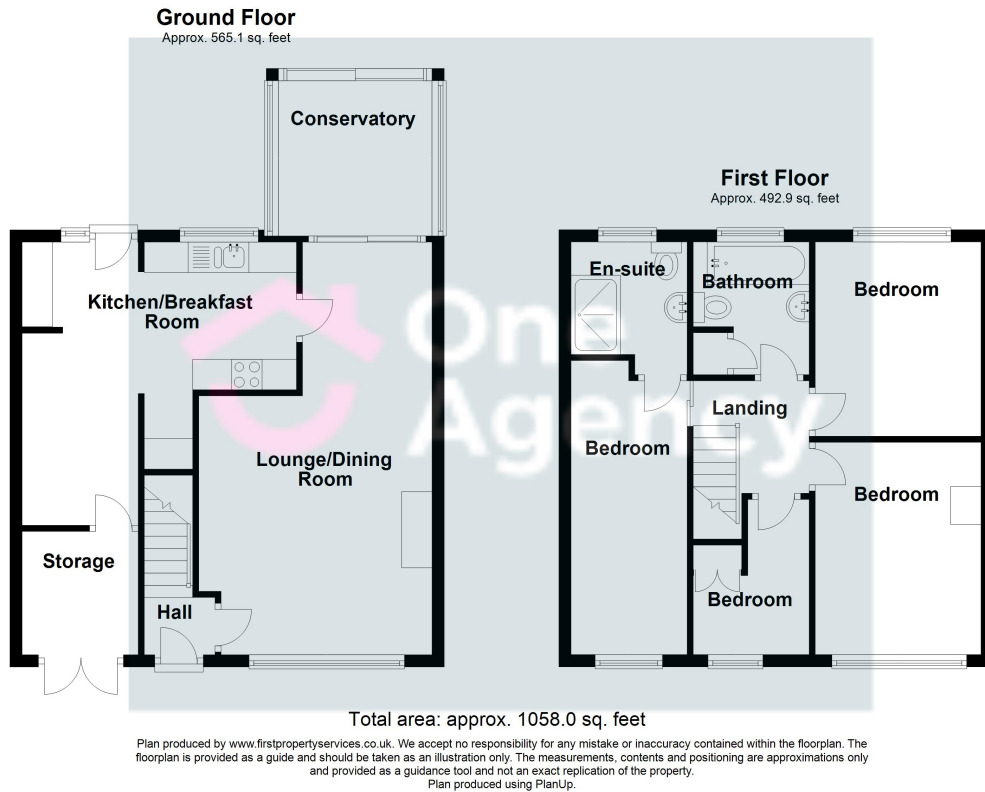 Ground Floor
Approx. 565.1 sq. feet
Conservatory
Kitchen/Breakfast
Room
Lounge/Dining
Room
Storage
Hall
First Floor
Approx. 492.9 sq. feet
En-suite
Bathroom
Bedroom
Landing
Bedroom
Bedroom
Bedroom
One
Agency
Total area: approx. 1058.0 sq. feet
Plan produced by www.firstpropertyservices.co.uk. We accept no responsibility for any mistake or inaccuracy contained within the floorplan. The
floorplan is provided as a guide and should be taken as an illustration only. The measurements, contents and positioning are approximations only
and provided as a guidance tool and not an exact replication of the property.
Plan produced using PlanUp.